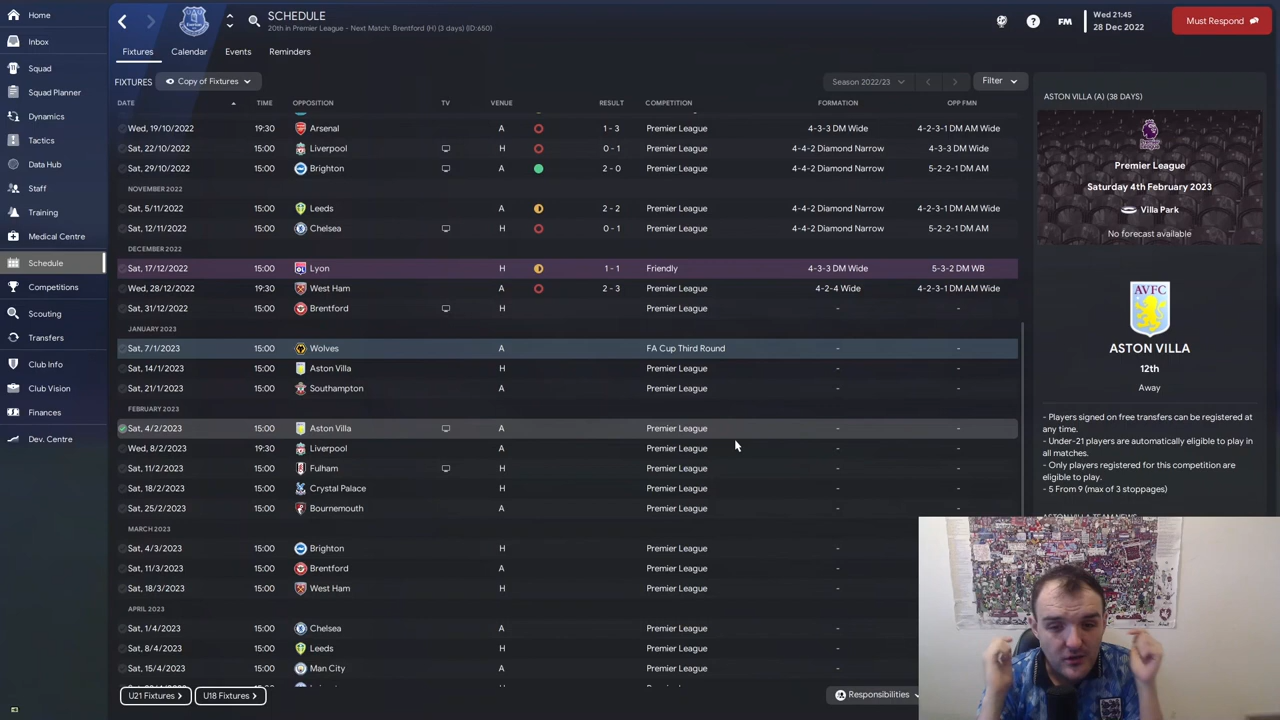 Home
Inbox
Squad
Squad Planner
Dynamics
Tactics
Data Hub
Staff
Training
Medical Centre
Schedule
Competitions
Scouting
Transfers
Club Info
Club Vision
Finances
Dev. Centre
SCHEDULE
20th in Premier League - Next Match: Brentford (H) (3 days) (ID:650)
FM
Wed 21:45
28 Dec 2022
Must Respond
Fixtures Calendar Events Reminders
FIXTURES Copy of Fixtures Season 2022/23 Filter
DATE TIME OPPOSITION TV VENUE RESULT COMPETITION FORMATION OPP FMN
Wed, 19/10/2022 19:30 Arsenal A 1 - 3 Premier League 4-3-3 DM Wide 4-2-3-1 DM AM Wide
Sat, 22/10/2022 15:00 Liverpool H 0 - 1 Premier League 4-4-2 Diamond Narrow 4-3-3 DM Wide
Sat, 29/10/2022 15:00 Brighton A 2 - 0 Premier League 4-4-2 Diamond Narrow 5-2-2-1 DM AM
NOVEMBER 2022
Sat, 5/11/2022 15:00 Leeds A 2 - 2 Premier League 4-4-2 Diamond Narrow 4-2-3-1 DM AM Wide
Sat, 12/11/2022 15:00 Chelsea H 0 - 1 Premier League 4-4-2 Diamond Narrow 5-2-2-1 DM AM
DECEMBER 2022
Sat, 17/12/2022 15:00 Lyon H 1 - 1 Friendly 4-3-3 DM Wide 5-3-2 DM WB
Wed, 28/12/2022 19:30 West Ham A 2 - 3 Premier League 4-2-4 Wide 4-2-3-1 DM AM Wide
Sat, 31/12/2022 15:00 Brentford H Premier League - -
JANUARY 2023
Sat, 7/1/2023 15:00 Wolves A FA Cup Third Round - -
Sat, 14/1/2023 15:00 Aston Villa H Premier League - -
Sat, 21/1/2023 15:00 Southampton A Premier League - -
FEBRUARY 2023
Sat, 4/2/2023 15:00 Aston Villa A Premier League - -
Wed, 8/2/2023 19:30 Liverpool A Premier League - -
Sat, 11/2/2023 15:00 Fulham H Premier League - -
Sat, 18/2/2023 15:00 Crystal Palace H Premier League - -
Sat, 25/2/2023 15:00 Bournemouth A Premier League - -
MARCH 2023
Sat, 4/3/2023 15:00 Brighton H Premier League -
Sat, 11/3/2023 15:00 Brentford A Premier League -
Sat, 18/3/2023 15:00 West Ham H Premier League -
APRIL 2023
Sat, 1/4/2023 15:00 Chelsea A Premier League -
Sat, 8/4/2023 15:00 Leeds H Premier League -
Sat, 15/4/2023 15:00 Man City A Premier League -
U21 Fixtures U18 Fixtures Responsibilities
ASTON VILLA (A) (38 DAYS)
Premier League
Saturday 4th February 2023
Villa Park
No forecast available
AVFC
ASTON VILLA
12th
Away
- Players signed on free transfers can be registered at
any time.
- Under-21 players are automatically eligible to play in
all matches.
- Only players registered for this competition are
eligible to play.
- 5 From 9 (max of 3 stoppages)